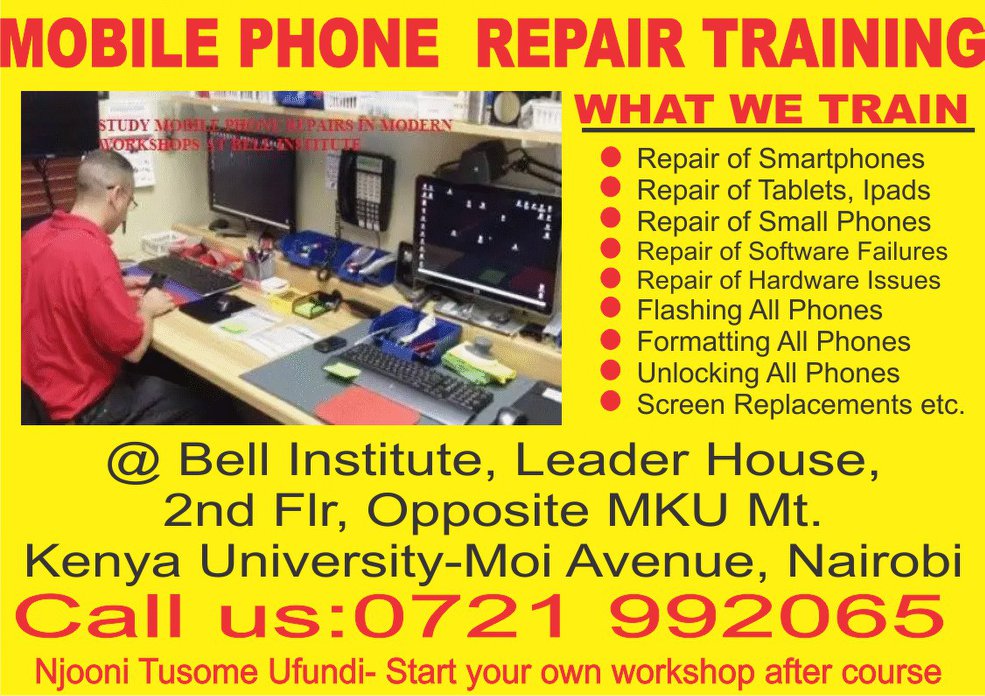 MOBILE PHONE REPAIR TRAINING
STUDY MOBILE PHONE REPAIRS IN MODERN
WORKSHOPS AT BELL INSTITUTE
WHAT WE TRAIN
Repair of Smartphones
Repair of Tablets, Ipads
Repair of Small Phones
Repair of Software Failures
Repair of Hardware Issues
Flashing All Phones
Formatting All Phones
Unlocking All Phones
Screen Replacements etc.
@ Bell Institute, Leader House,
2nd Flr, Opposite MKU Mt.
Kenya University-Moi Avenue, Nairobi
Call us:0721 992065
Njooni Tusome Ufundi- Start your own workshop after course